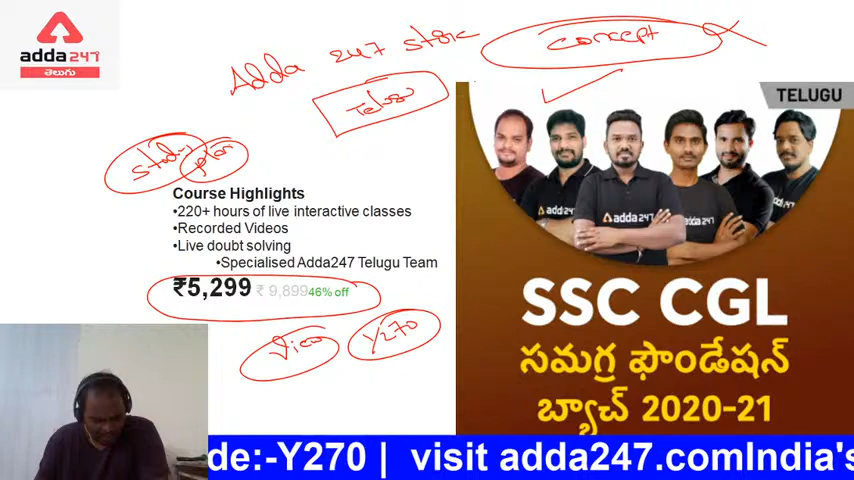 adda247
తెలుగు
Adda 247 store
concept
Telugu
TELUGU
study plan
Course Highlights
•220+ hours of live interactive classes
•Recorded Videos
•Live doubt solving
•Specialised Adda247 Telugu Team
₹5,299 ₹ 9,899 46% off
Y270
adda247
adda247
adda247
SSC CGL
సమగ్ర ఫౌండేషన్
బ్యాచ్ 2020-21
de:-Y270 | visit adda247.comIndia's